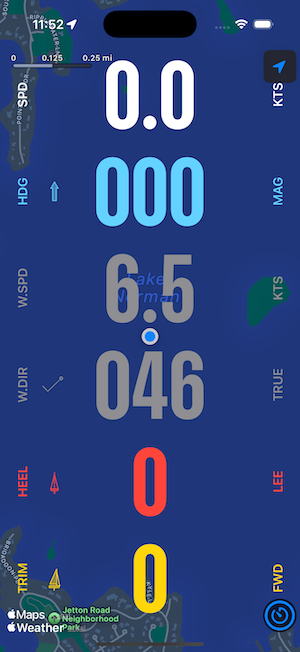 11:52
0 0.125 0.25 mi
SPD 0.0 KTS
HDG 000 MAG
W.SPD 6.5 KTS
Lake
Norman
W.DIR 046 TRUE
HEEL 0 LEE
TRIM 0 FWD
Maps
Weather
Jetton Road
Neighborhood
Park